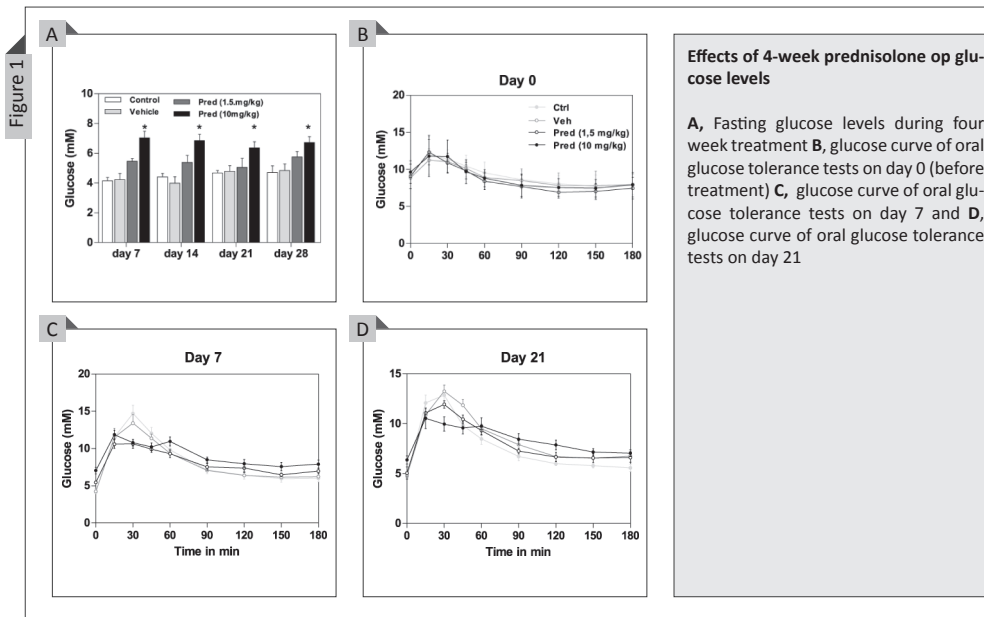 Figure 1
A
Control
Vehicle
Pred (1.5.mg/kg)
Pred (10mg/kg)
Glucose (mM)
10
8
6
4
2
0
* * * *
day 7 day 14 day 21 day 28
B
Day 0
Ctrl
Veh
Pred (1,5 mg/kg)
Pred (10 mg/kg)
Glucose (mM)
20
15
10
5
0
0 30 60 90 120 150 180
Effects of 4-week prednisolone op glu-
cose levels
A, Fasting glucose levels during four
week treatment B, glucose curve of oral
glucose tolerance tests on day 0 (before
treatment) C, glucose curve of oral glu-
cose tolerance tests on day 7 and D,
glucose curve of oral glucose tolerance
tests on day 21
C
Day 7
Glucose (mM)
20
15
10
5
0
0 30 60 90 120 150 180
Time in min
D
Day 21
Glucose (mM)
15
10
5
0
0 30 60 90 120 150 180
Time in min